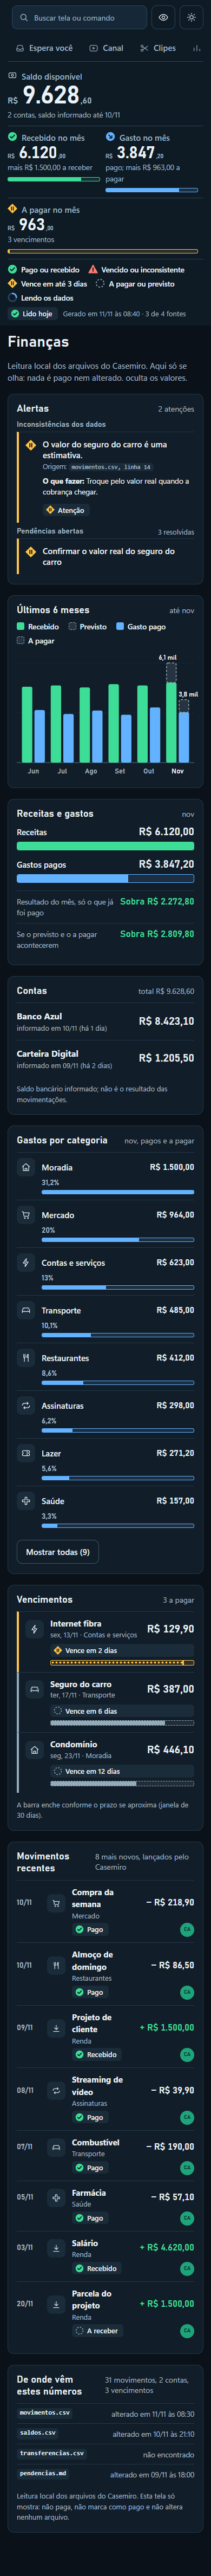 Buscar tela ou comando
Espera você
Canal
Clipes
Saldo disponível
R$ 9.628,60
2 contas, saldo informado até 10/11
Recebido no mês
R$ 6.120,00
mais R$ 1.500,00 a receber
Gasto no mês
R$ 3.847,20
pago; mais R$ 963,00 a
pagar
A pagar no mês
R$ 963,00
3 vencimentos
Pago ou recebido
Vencido ou inconsistente
Vence em até 3 dias
A pagar ou previsto
Lendo os dados
Lido hoje
Gerado em 11/11 às 08:40 · 3 de 4 fontes
Finanças
Leitura local dos arquivos do Casemiro. Aqui só se
olha: nada é pago nem alterado. oculta os valores.
Alertas
2 atenções
Inconsistências dos dados
O valor do seguro do carro é uma
estimativa.
Origem: movimentos.csv, linha 14
O que fazer: Troque pelo valor real quando a
cobrança chegar.
Atenção
Pendências abertas
3 resolvidas
Confirmar o valor real do seguro do
carro
Últimos 6 meses
até nov
Recebido
Previsto
Gasto pago
A pagar
6,1 mil
3,8 mil
Jun
Jul
Ago
Set
Out
Nov
Receitas e gastos
nov
Receitas
R$ 6.120,00
Gastos pagos
R$ 3.847,20
Resultado do mês, só o que já
foi pago
Sobra R$ 2.272,80
Se o previsto e o a pagar
acontecerem
Sobra R$ 2.809,80
Contas
total R$ 9.628,60
Banco Azul
informado em 10/11 (há 1 dia)
R$ 8.423,10
Carteira Digital
informado em 09/11 (há 2 dias)
R$ 1.205,50
Saldo bancário informado; não é o resultado das
movimentações.
Gastos por categoria
nov, pagos e a pagar
Moradia
R$ 1.500,00
31,2%
Mercado
R$ 964,00
20%
Contas e serviços
R$ 623,00
13%
Transporte
R$ 485,00
10,1%
Restaurantes
R$ 412,00
8,6%
Assinaturas
R$ 298,00
6,2%
Lazer
R$ 271,20
5,6%
Saúde
R$ 157,00
3,3%
Mostrar todas (9)
Vencimentos
3 a pagar
Internet fibra
sex, 13/11 · Contas e serviços
R$ 129,90
Vence em 2 dias
Seguro do carro
ter, 17/11 · Transporte
R$ 387,00
Vence em 6 dias
Condomínio
seg, 23/11 · Moradia
R$ 446,10
Vence em 12 dias
A barra enche conforme o prazo se aproxima (janela de
30 dias).
Movimentos
recentes
8 mais novos, lançados pelo
Casemiro
10/11
Compra da
semana
Mercado
− R$ 218,90
Pago
CA
10/11
Almoço de
domingo
Restaurantes
− R$ 86,50
Pago
CA
09/11
Projeto de
cliente
Renda
+ R$ 1.500,00
Recebido
CA
08/11
Streaming de
vídeo
Assinaturas
− R$ 39,90
Pago
CA
07/11
Combustível
Transporte
− R$ 190,00
Pago
CA
05/11
Farmácia
Saúde
− R$ 57,10
Pago
CA
03/11
Salário
Renda
+ R$ 4.620,00
Recebido
CA
20/11
Parcela do
projeto
Renda
+ R$ 1.500,00
A receber
CA
De onde vêm
estes números
31 movimentos, 2 contas,
3 vencimentos
movimentos.csv
alterado em 11/11 às 08:30
saldos.csv
alterado em 10/11 às 21:10
transferencias.csv
não encontrado
pendencias.md
alterado em 09/11 às 18:00
Leitura local dos arquivos do Casemiro. Esta tela só
mostra: não paga, não marca como pago e não altera
nenhum arquivo.